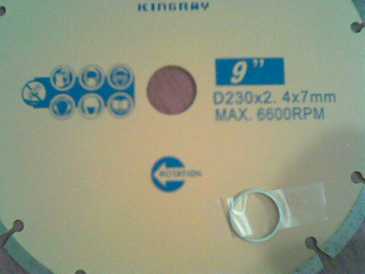 KINGRAY
9"
D230x2. 4x7mm
MAX. 6600RPM
ROTATION